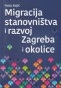 Migracija
stanovništva
i razvoj
Zagreba
i okolice